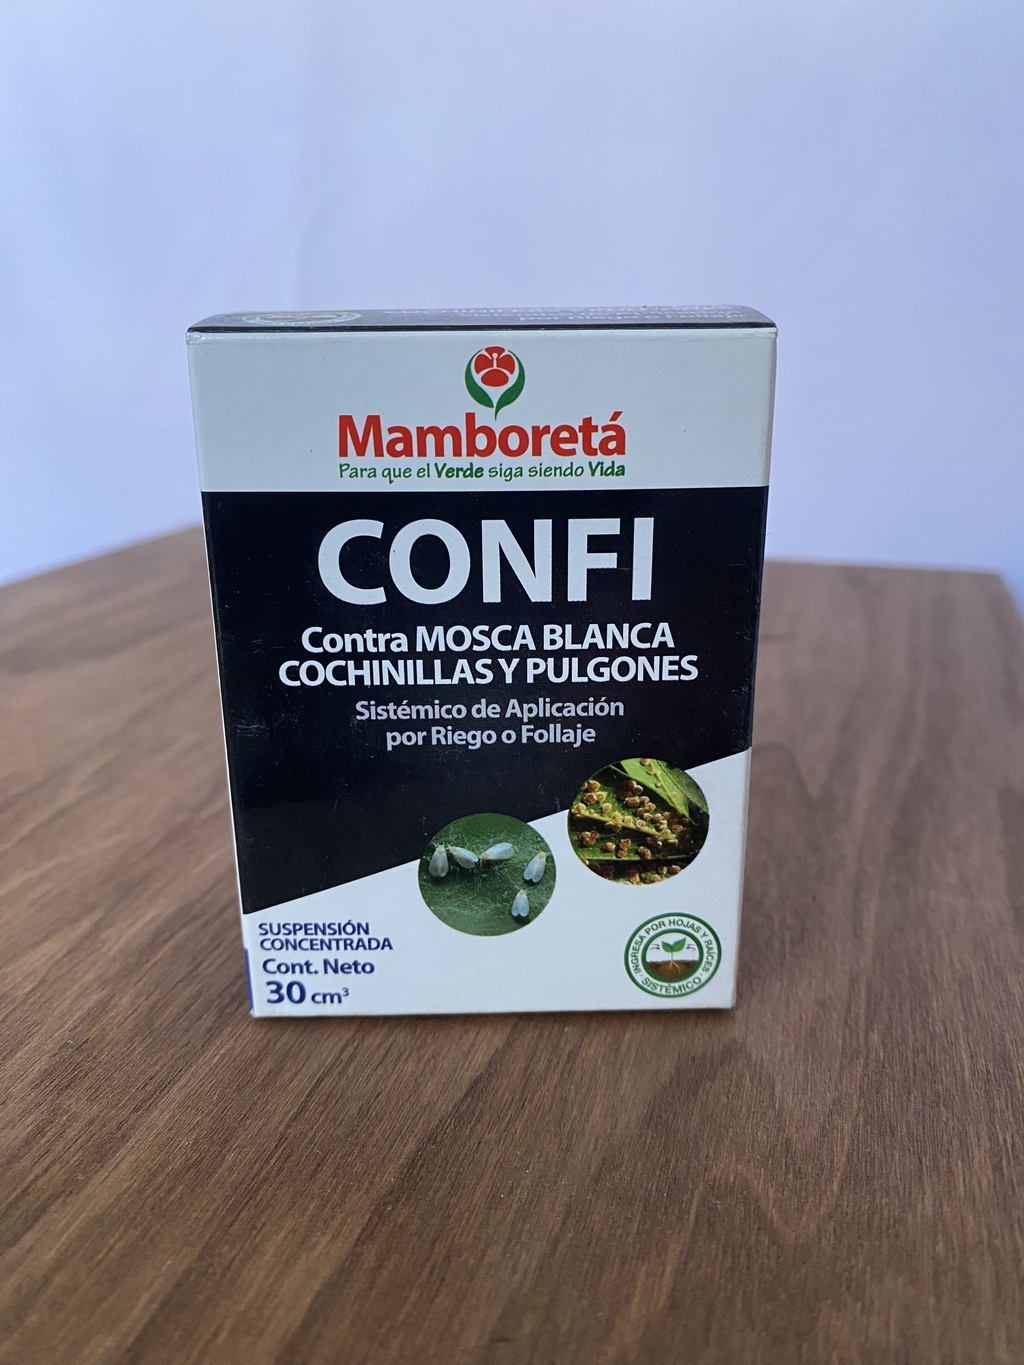 Mamboretá
Para que el Verde siga siendo Vida
CONFI
Contra MOSCA BLANCA
COCHINILLAS Y PULGONES
Sistémico de Aplicación
por Riego o Follaje
SUSPENSIÓN
CONCENTRADA
Cont. Neto
30 cm³
INGRESA POR HOJAS Y RAÍCES
· SISTÉMICO ·